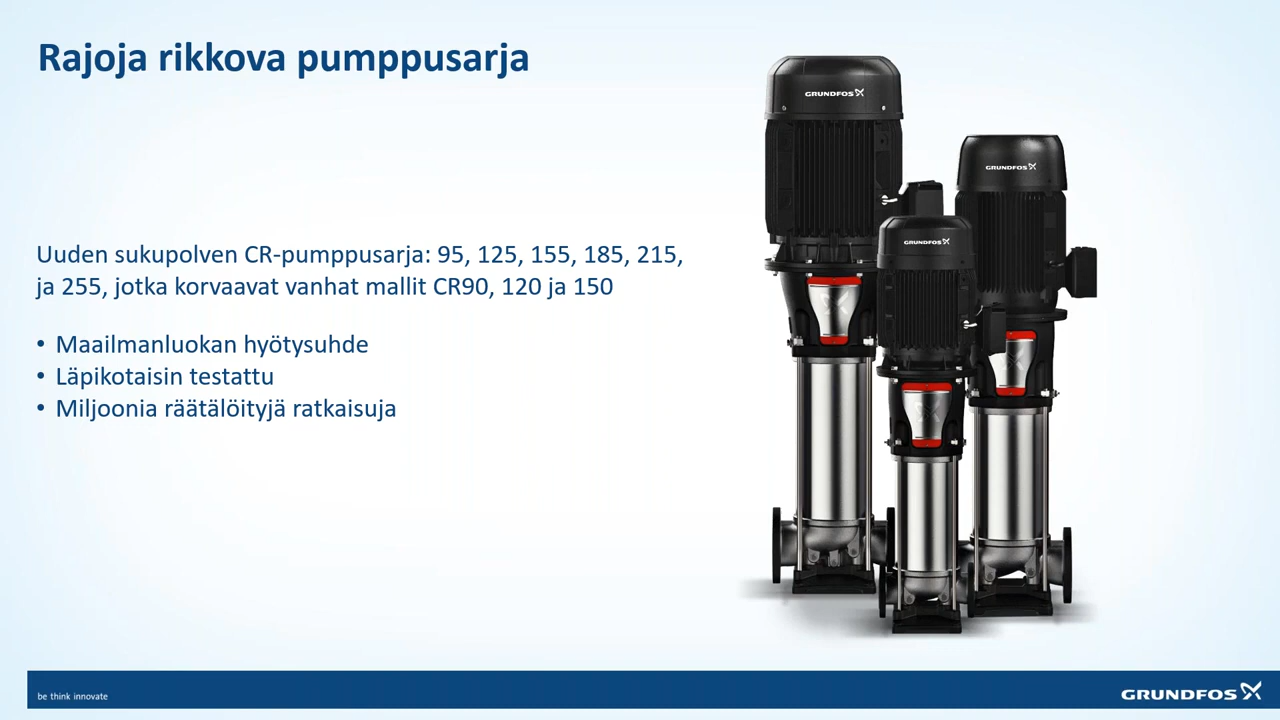 Rajoja rikkova pumppusarja
GRUNDFOS
GRUNDFOS
GRUNDFOS
Uuden sukupolven CR-pumppusarja: 95, 125, 155, 185, 215,
ja 255, jotka korvaavat vanhat mallit CR90, 120 ja 150
• Maailmanluokan hyötysuhde
• Läpikotaisin testattu
• Miljoonia räätälöityjä ratkaisuja
be think innovate
GRUNDFOS